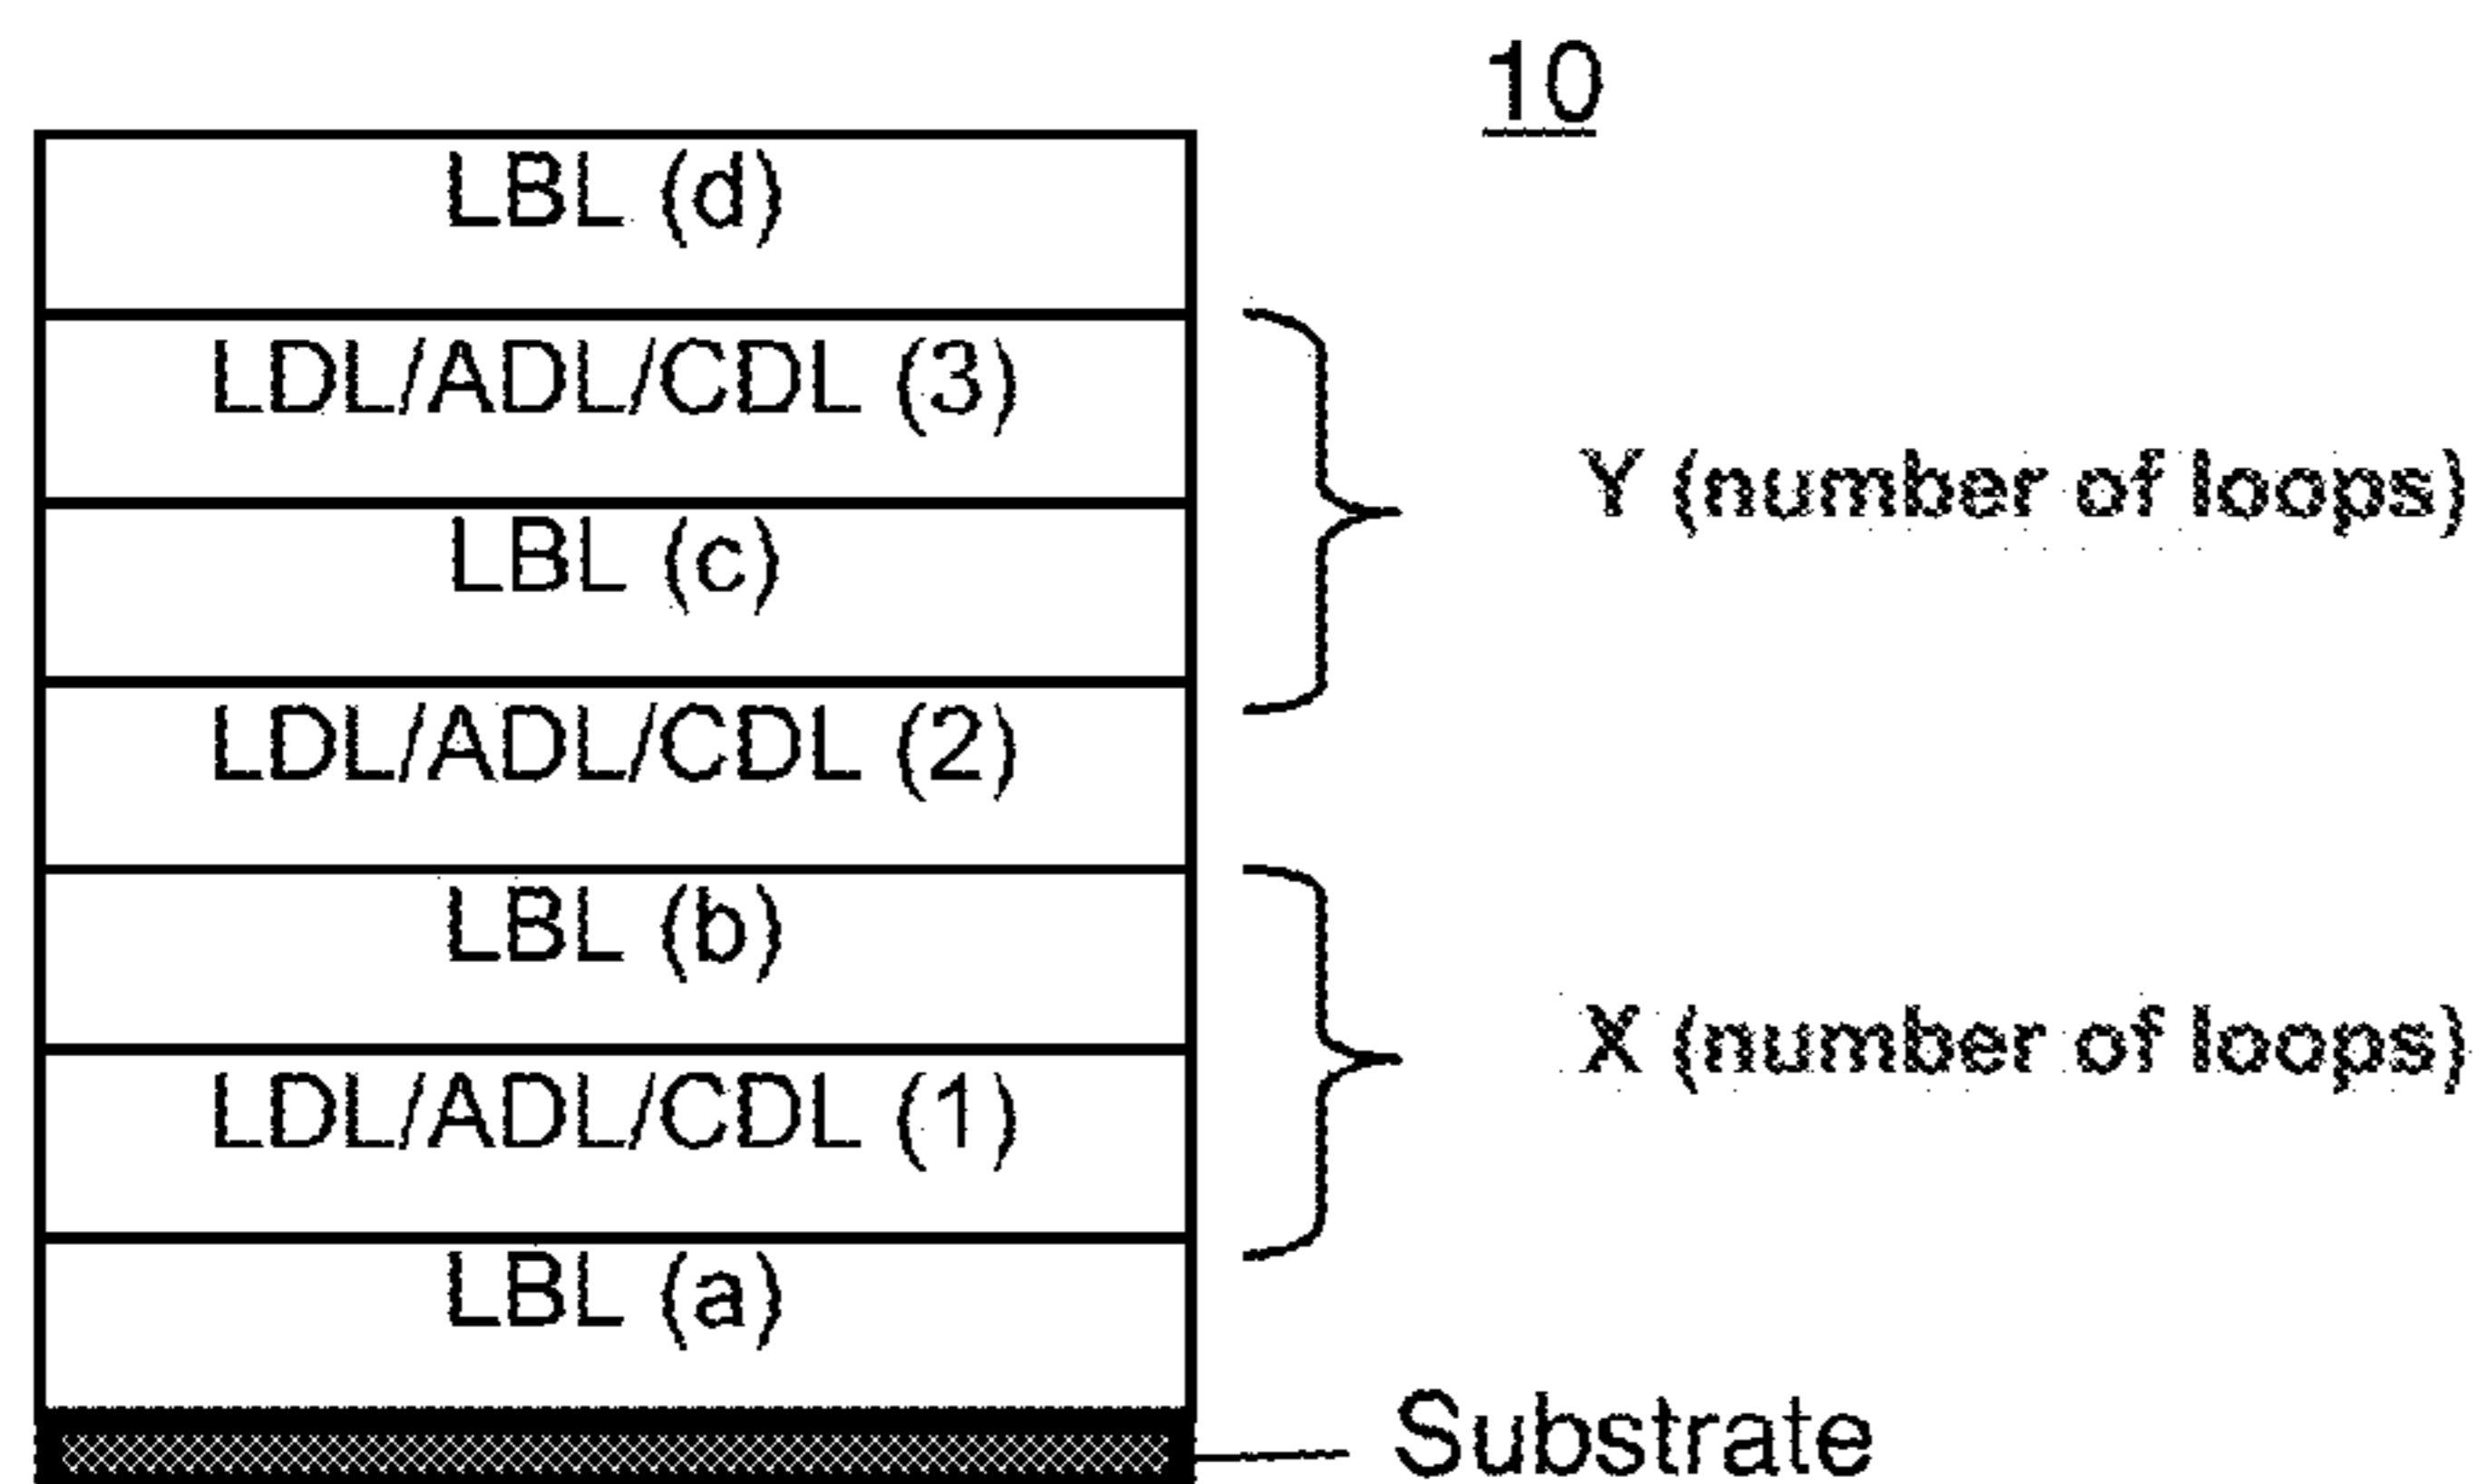 10
LBL (d)
LDL/ADL/CDL (3)
LBL (c)
Y (number of loops)
LDL/ADL/CDL (2)
LBL (b)
LDL/ADL/CDL (1)
X (number of loops)
LBL (a)
Substrate